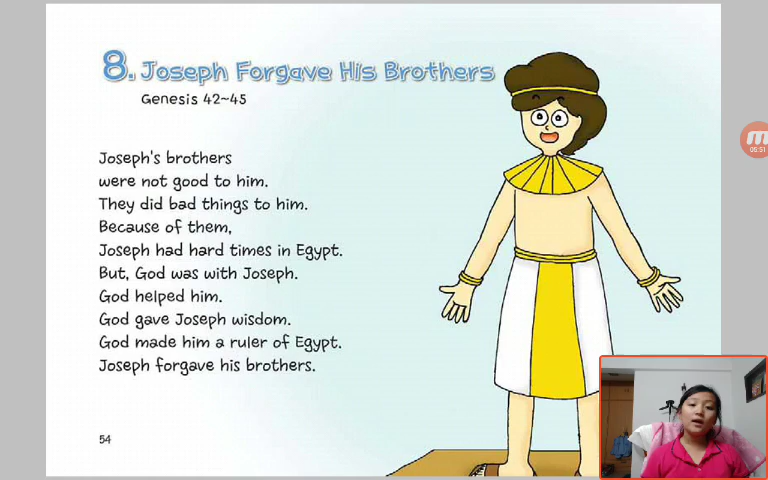 8. Joseph Forgave His Brothers
Genesis 42~45
Joseph's brothers
were not good to him.
They did bad things to him.
Because of them,
Joseph had hard times in Egypt.
But, God was with Joseph.
God helped him.
God gave Joseph wisdom.
God made him a ruler of Egypt.
Joseph forgave his brothers.
54
05:51